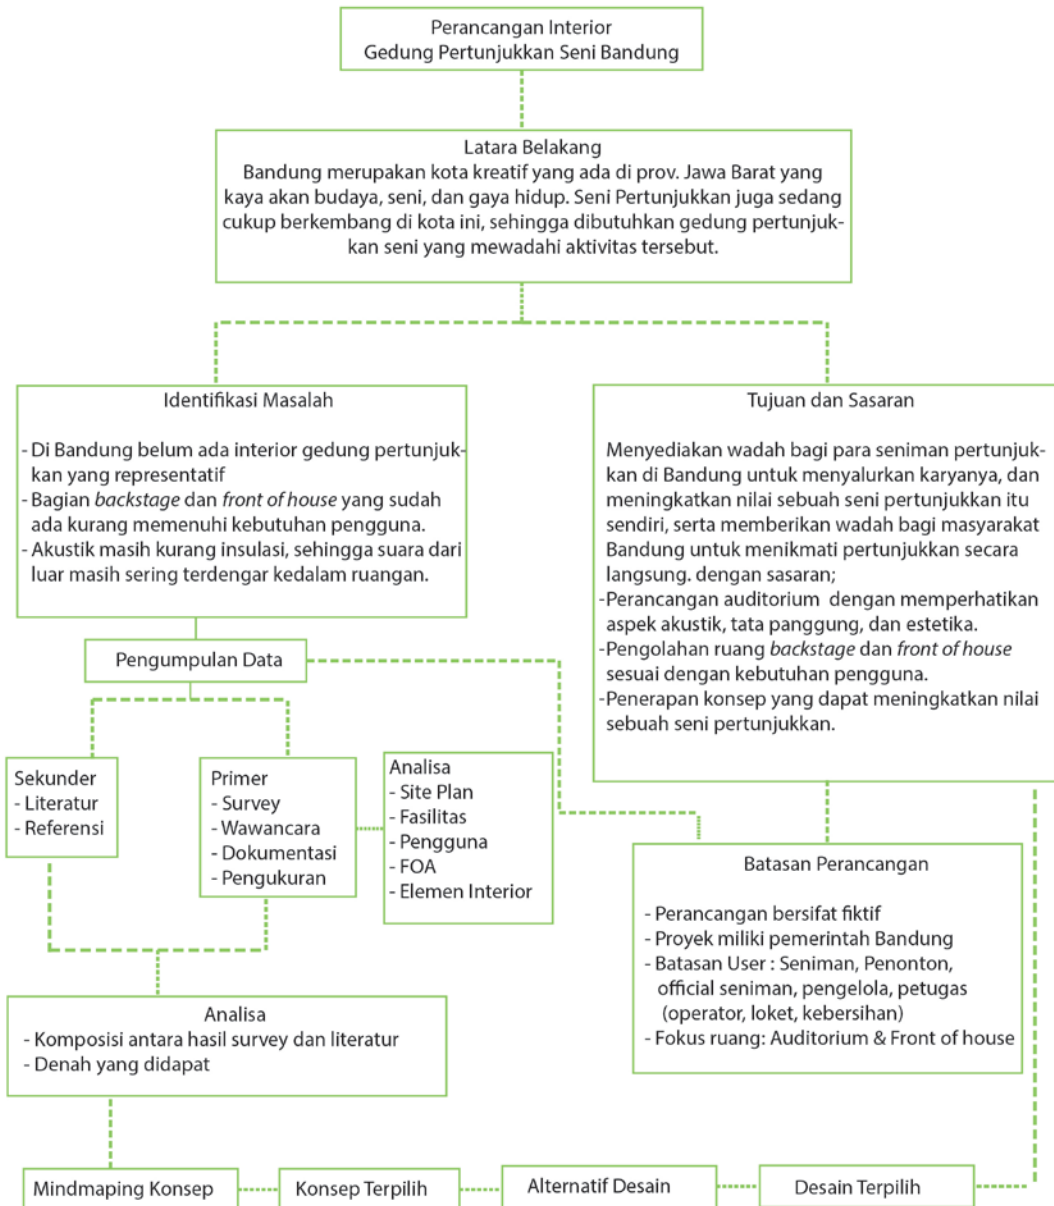 Perancangan Interior
Gedung Pertunjukkan Seni Bandung
Latara Belakang
Bandung merupakan kota kreatif yang ada di prov. Jawa Barat yang
kaya akan budaya, seni, dan gaya hidup. Seni Pertunjukkan juga sedang
cukup berkembang di kota ini, sehingga dibutuhkan gedung pertunjuk-
kan seni yang mewadahi aktivitas tersebut.
Identifikasi Masalah
- Di Bandung belum ada interior gedung pertunjuk-
kan yang representatif
- Bagian backstage dan front of house yang sudah
ada kurang memenuhi kebutuhan pengguna.
- Akustik masih kurang insulasi, sehingga suara dari
luar masih sering terdengar kedalam ruangan.
Tujuan dan Sasaran
Menyediakan wadah bagi para seniman pertunjuk-
kan di Bandung untuk menyalurkan karyanya, dan
meningkatkan nilai sebuah seni pertunjukkan itu
sendiri, serta memberikan wadah bagi masyarakat
Bandung untuk menikmati pertunjukkan secara
langsung. dengan sasaran;
-Perancangan auditorium dengan memperhatikan
aspek akustik, tata panggung, dan estetika.
-Pengolahan ruang backstage dan front of house
sesuai dengan kebutuhan pengguna.
-Penerapan konsep yang dapat meningkatkan nilai
sebuah seni pertunjukkan.
Pengumpulan Data
Sekunder
- Literatur
- Referensi
Primer
- Survey
- Wawancara
- Dokumentasi
- Pengukuran
Analisa
- Site Plan
- Fasilitas
- Pengguna
- FOA
- Elemen Interior
Batasan Perancangan
- Perancangan bersifat fiktif
- Proyek miliki pemerintah Bandung
- Batasan User : Seniman, Penonton,
official seniman, pengelola, petugas
(operator, loket, kebersihan)
- Fokus ruang: Auditorium & Front of house
Analisa
- Komposisi antara hasil survey dan literatur
- Denah yang didapat
Mindmaping Konsep
Konsep Terpilih
Alternatif Desain
Desain Terpilih